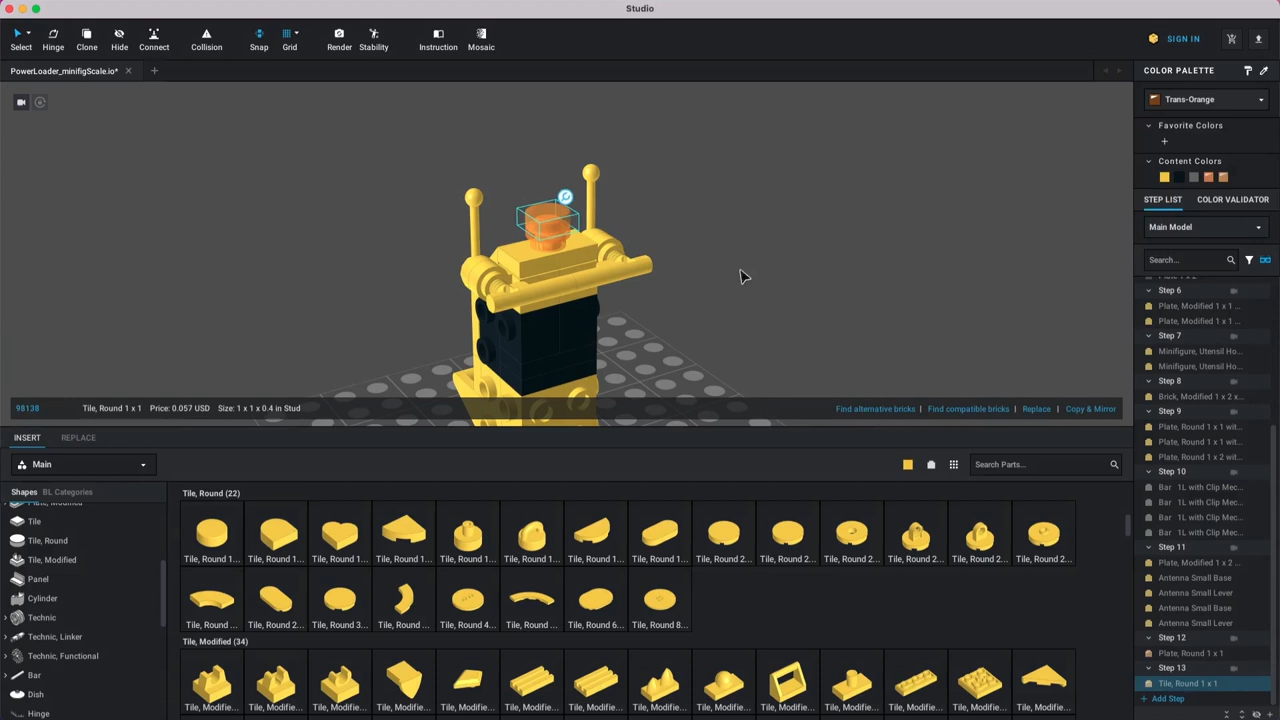 Studio
Select
Hinge
Clone
Hide
Connect
Collision
Snap
Grid
Render
Stability
Instruction
Mosaic
SIGN IN
PowerLoader_minifigScale.io*
COLOR PALETTE
Trans-Orange
Favorite Colors
Content Colors
STEP LIST
COLOR VALIDATOR
Main Model
Search...
Step 6
Plate, Modified 1 x 1 ...
Plate, Modified 1 x 1 ...
Step 7
Minifigure, Utensil Ho...
Minifigure, Utensil Ho...
Step 8
Brick, Modified 1 x 2 x...
Step 9
Plate, Round 1 x 1 wit...
Plate, Round 1 x 1 wit...
Plate, Round 1 x 2 wit...
Step 10
Bar 1L with Clip Mec...
Bar 1L with Clip Mec...
Bar 1L with Clip Mec...
Bar 1L with Clip Mec...
Step 11
Plate, Modified 1 x 2 ...
Antenna Small Base
Antenna Small Lever
Antenna Small Base
Antenna Small Lever
Step 12
Plate, Round 1 x 1
Step 13
Tile, Round 1 x 1
+ Add Step
98138 Tile, Round 1 x 1 Price: 0.057 USD Size: 1 x 1 x 0.4 in Stud
Find alternative bricks | Find compatible bricks | Replace | Copy & Mirror
INSERT REPLACE
Main
Search Parts...
Shapes BL Categories
Tile
Tile, Round
Tile, Modified
Panel
Cylinder
Technic
Technic, Linker
Technic, Functional
Bar
Dish
Hinge
Tile, Round (22)
Tile, Round 1... Tile, Round 1... Tile, Round 1... Tile, Round 1... Tile, Round 1... Tile, Round 1... Tile, Round 1... Tile, Round 1... Tile, Round 2... Tile, Round 2... Tile, Round 2... Tile, Round 2... Tile, Round 2... Tile, Round 2...
Tile, Round ... Tile, Round 2... Tile, Round 3... Tile, Round ... Tile, Round 4... Tile, Round ... Tile, Round 6... Tile, Round 8...
Tile, Modified (34)
Tile, Modifie... Tile, Modifie... Tile, Modifie... Tile, Modifie... Tile, Modifie... Tile, Modifie... Tile, Modifie... Tile, Modifie... Tile, Modifie... Tile, Modifie... Tile, Modifie... Tile, Modifie... Tile, Modifie... Tile, Modifie...